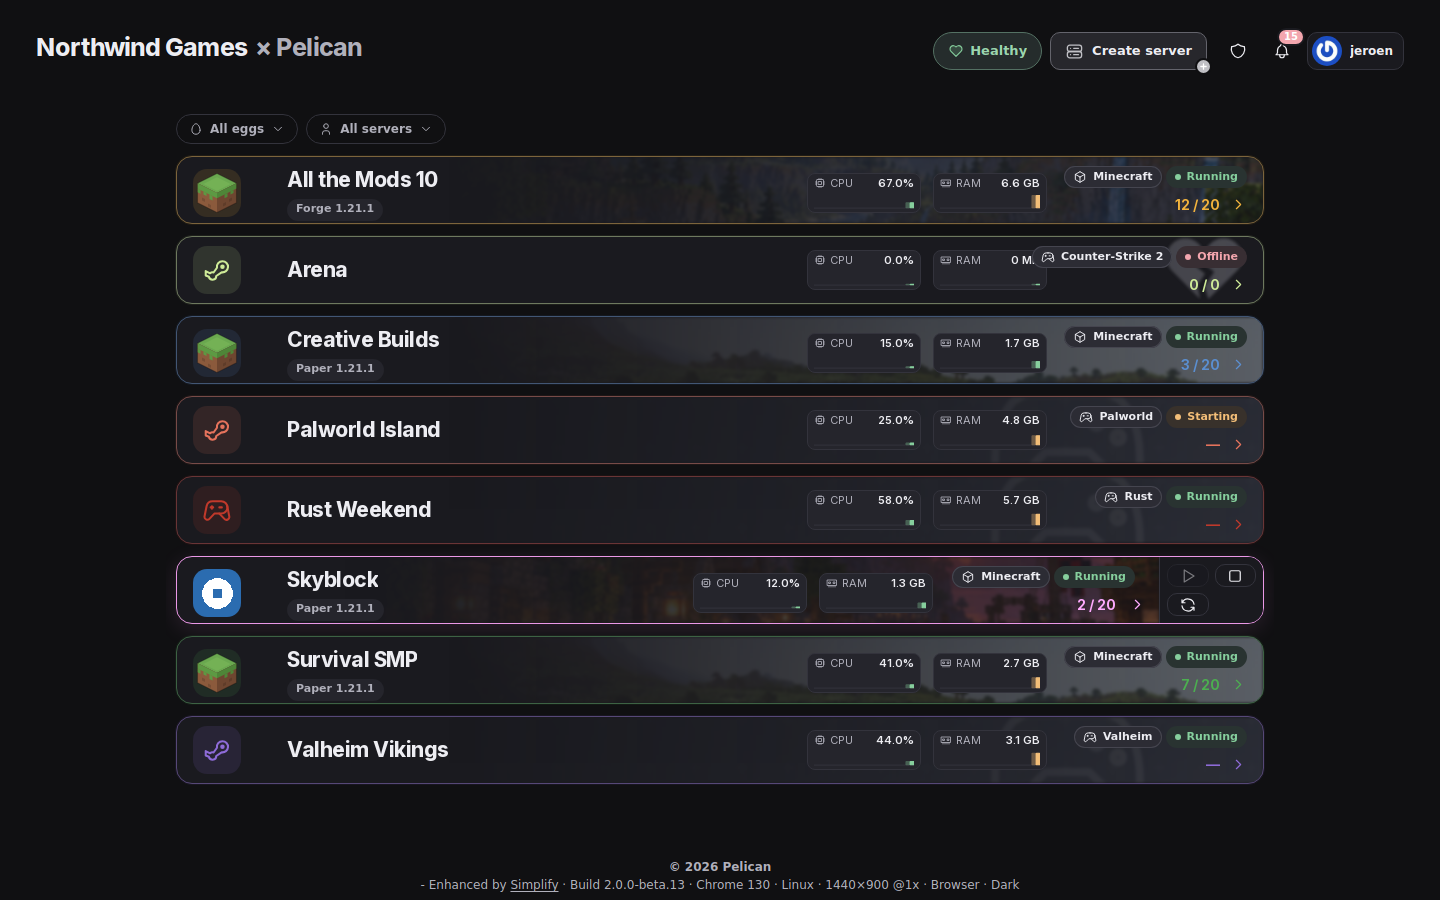 Northwind Games × Pelican
Healthy
Create server
15
jeroen
All eggs
All servers
All the Mods 10
Forge 1.21.1
CPU 67.0%
RAM 6.6 GB
Minecraft
Running
12 / 20
Arena
CPU 0.0%
RAM 0 M
Counter-Strike 2
Offline
0 / 0
Creative Builds
Paper 1.21.1
CPU 15.0%
RAM 1.7 GB
Minecraft
Running
3 / 20
Palworld Island
CPU 25.0%
RAM 4.8 GB
Palworld
Starting
—
Rust Weekend
CPU 58.0%
RAM 5.7 GB
Rust
Running
—
Skyblock
Paper 1.21.1
CPU 12.0%
RAM 1.3 GB
Minecraft
Running
2 / 20
Survival SMP
Paper 1.21.1
CPU 41.0%
RAM 2.7 GB
Minecraft
Running
7 / 20
Valheim Vikings
CPU 44.0%
RAM 3.1 GB
Valheim
Running
—
© 2026 Pelican
- Enhanced by Simplify · Build 2.0.0-beta.13 · Chrome 130 · Linux · 1440×900 @1x · Browser · Dark